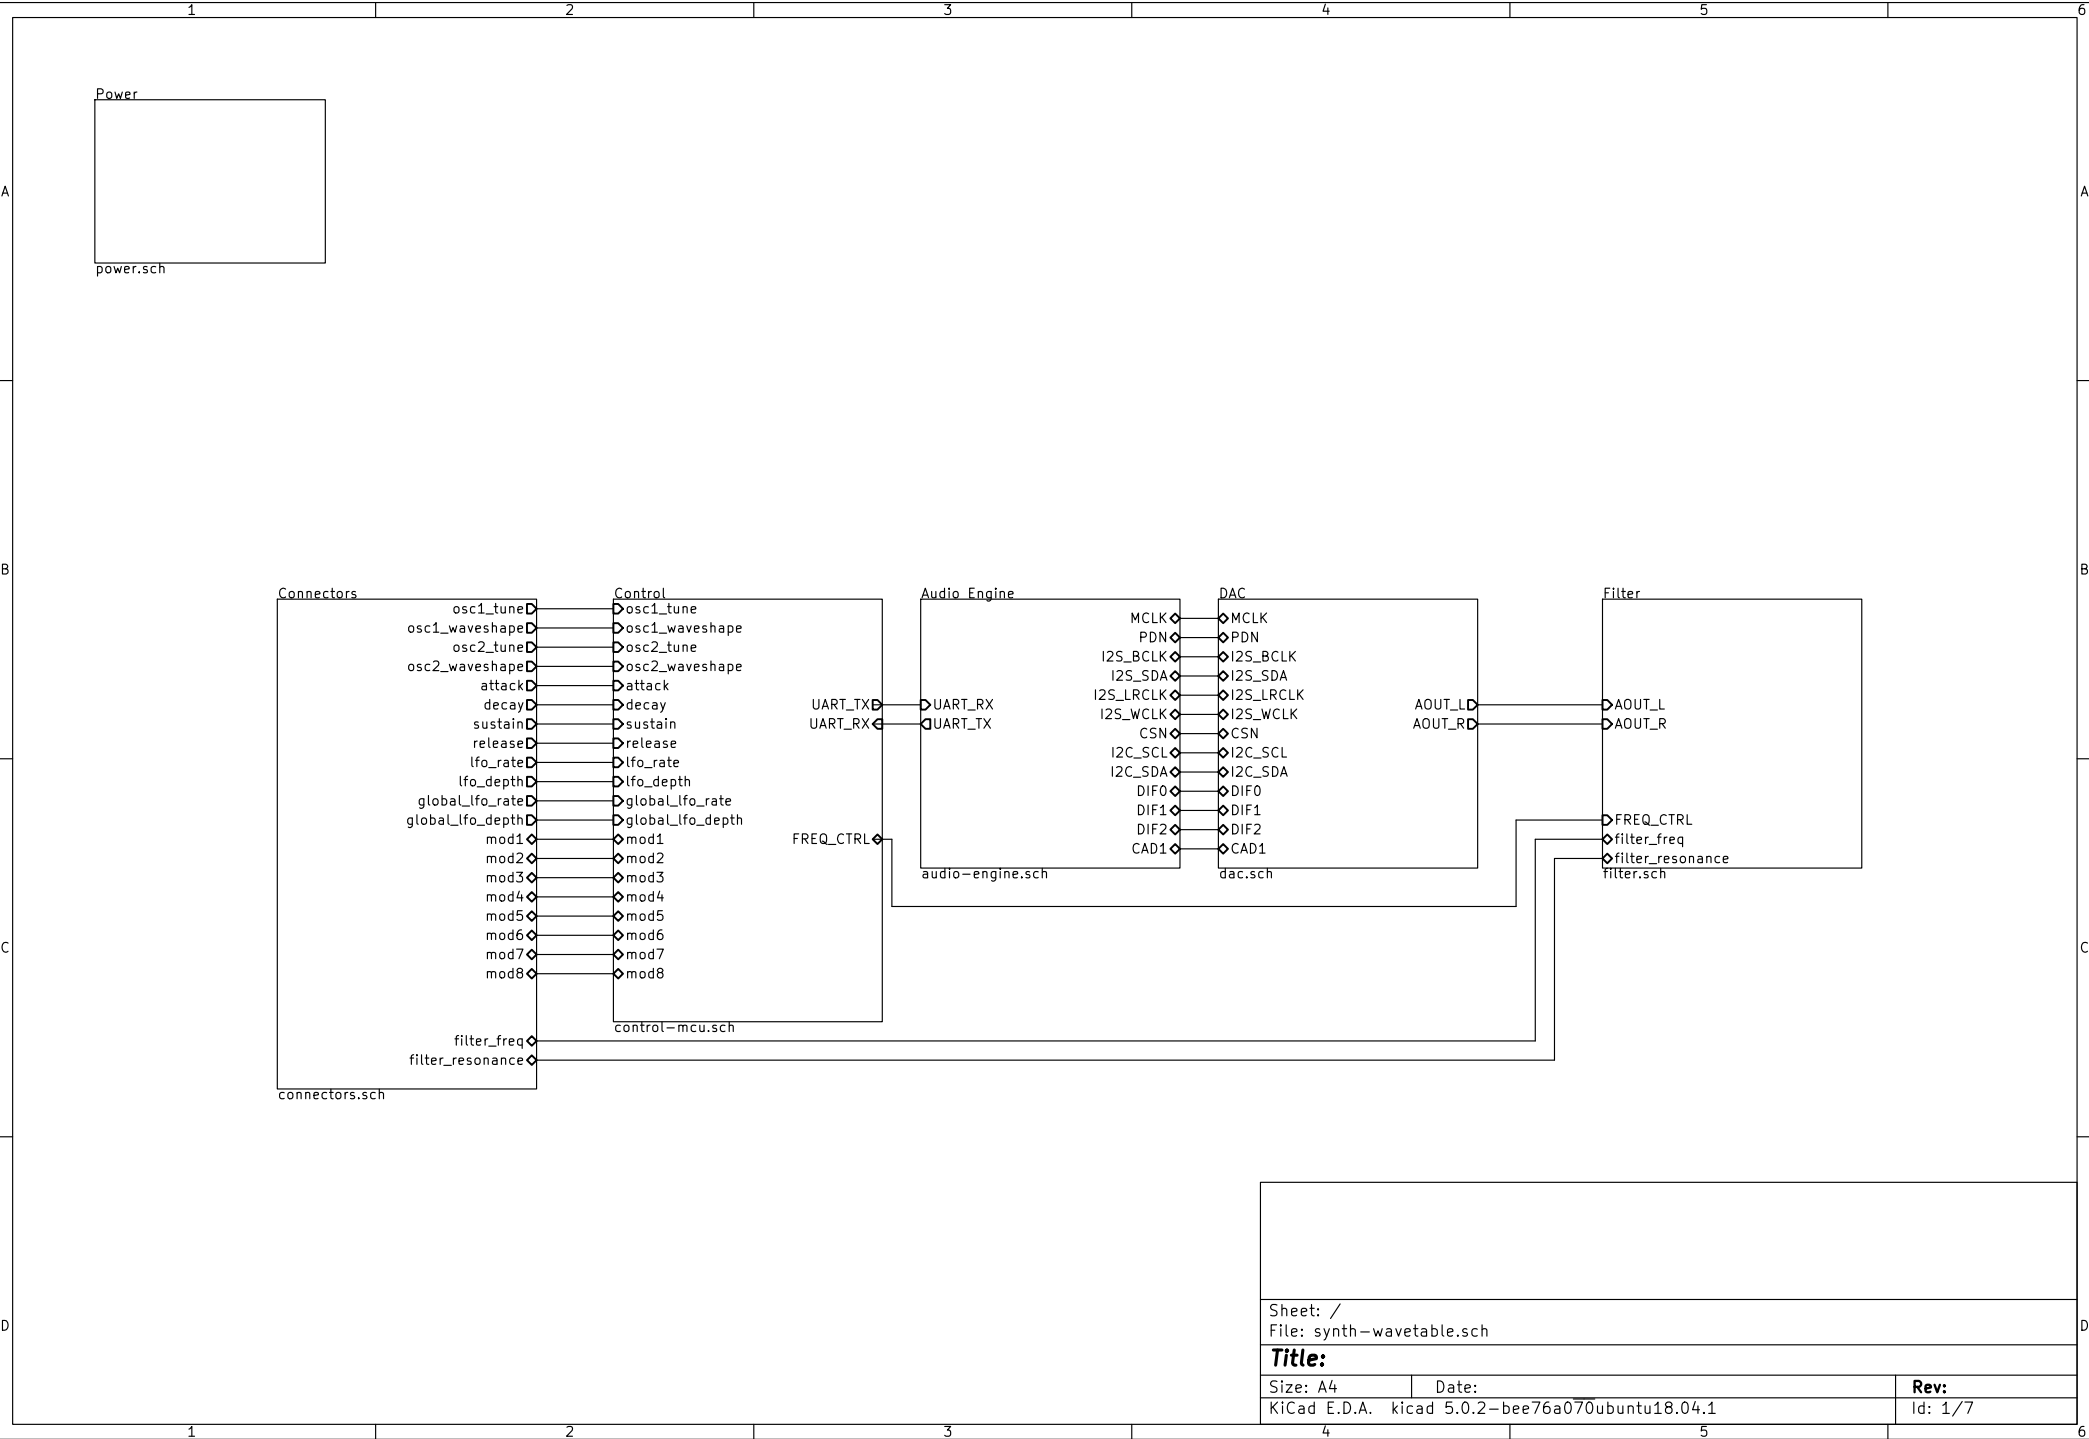 1 2 3 4 5 6
A A
B B
C C
D D
Power
power.sch
Connectors
osc1_tune
osc1_waveshape
osc2_tune
osc2_waveshape
attack
decay
sustain
release
lfo_rate
lfo_depth
global_lfo_rate
global_lfo_depth
mod1
mod2
mod3
mod4
mod5
mod6
mod7
mod8
filter_freq
filter_resonance
connectors.sch
Control
osc1_tune
osc1_waveshape
osc2_tune
osc2_waveshape
attack
decay
sustain
release
lfo_rate
lfo_depth
global_lfo_rate
global_lfo_depth
mod1
mod2
mod3
mod4
mod5
mod6
mod7
mod8
UART_TX
UART_RX
FREQ_CTRL
control-mcu.sch
Audio Engine
UART_RX
UART_TX
MCLK
PDN
I2S_BCLK
I2S_SDA
I2S_LRCLK
I2S_WCLK
CSN
I2C_SCL
I2C_SDA
DIF0
DIF1
DIF2
CAD1
audio-engine.sch
DAC
MCLK
PDN
I2S_BCLK
I2S_SDA
I2S_LRCLK
I2S_WCLK
CSN
I2C_SCL
I2C_SDA
DIF0
DIF1
DIF2
CAD1
AOUT_L
AOUT_R
dac.sch
Filter
AOUT_L
AOUT_R
FREQ_CTRL
filter_freq
filter_resonance
filter.sch
Sheet: /
File: synth-wavetable.sch
Title:
Size: A4 Date: Rev:
KiCad E.D.A. kicad 5.0.2-bee76a070ubuntu18.04.1 Id: 1/7
1 2 3 4 5 6